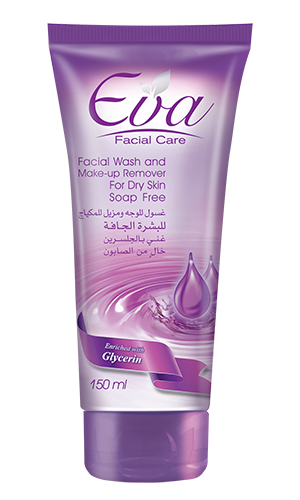 Eva
Facial Care
Facial Wash and
Make-up Remover
For Dry Skin
Soap Free
غسول للوجه ومزيل للمكياج
للبشرة الجافة
غني بالجلسرين
خال من الصابون
Enriched with
Glycerin
150 ml